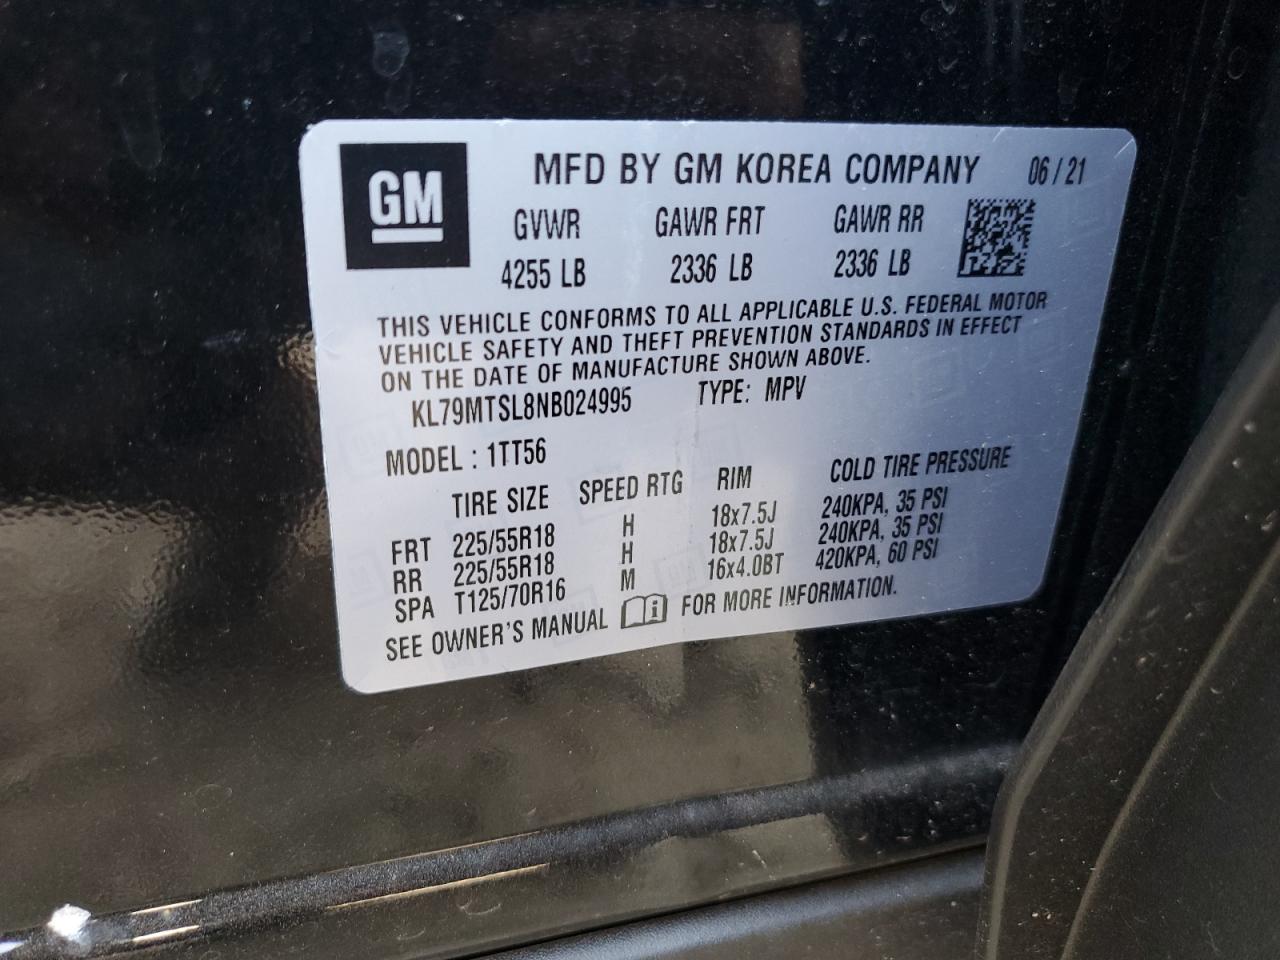 GM
MFD BY GM KOREA COMPANY 06/21
GVWR GAWR FRT GAWR RR
4255 LB 2336 LB 2336 LB
THIS VEHICLE CONFORMS TO ALL APPLICABLE U.S. FEDERAL MOTOR
VEHICLE SAFETY AND THEFT PREVENTION STANDARDS IN EFFECT
ON THE DATE OF MANUFACTURE SHOWN ABOVE.
KL79MTSL8NB024995 TYPE: MPV
MODEL : 1TT56
TIRE SIZE SPEED RTG RIM COLD TIRE PRESSURE
FRT 225/55R18 H 18x7.5J 240KPA, 35 PSI
RR 225/55R18 H 18x7.5J 240KPA, 35 PSI
SPA T125/70R16 M 16x4.0BT 420KPA, 60 PSI
SEE OWNER'S MANUAL FOR MORE INFORMATION.